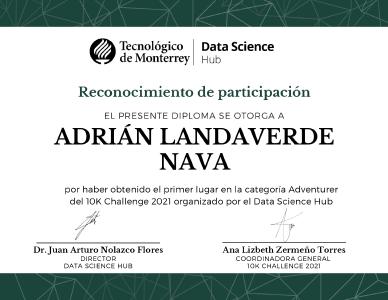 Tecnológico
de Monterrey
Data Science
Hub
Reconocimiento de participación
EL PRESENTE DIPLOMA SE OTORGA A
ADRIÁN LANDAVERDE
NAVA
por haber obtenido el primer lugar en la categoría Adventurer
del 10K Challenge 2021 organizado por el Data Science Hub
Dr. Juan Arturo Nolazco Flores
DIRECTOR
DATA SCIENCE HUB
Ana Lizbeth Zermeño Torres
COORDINADORA GENERAL
10K CHALLENGE 2021